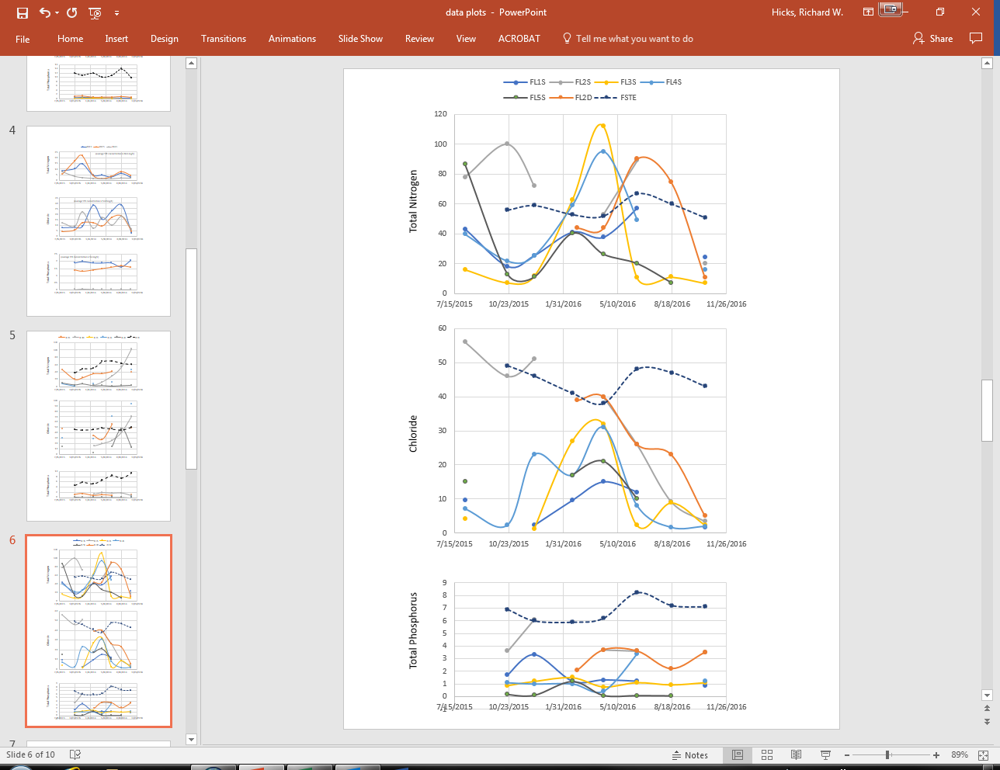 data plots - PowerPoint
Hicks, Richard W.
File Home Insert Design Transitions Animations Slide Show Review View ACROBAT Tell me what you want to do Share
4
5
6
7
FL1S FL2S FL3S FL4S
FL5S FL2D FSTE
Total Nitrogen
120
100
80
60
40
20
0
7/15/2015 10/23/2015 1/31/2016 5/10/2016 8/18/2016 11/26/2016
Chloride
60
50
40
30
20
10
0
7/15/2015 10/23/2015 1/31/2016 5/10/2016 8/18/2016 11/26/2016
Total Phosphorus
9
8
7
6
5
4
3
2
1
0
-1
7/15/2015 10/23/2015 1/31/2016 5/10/2016 8/18/2016 11/26/2016
Slide 6 of 10
Notes
89%